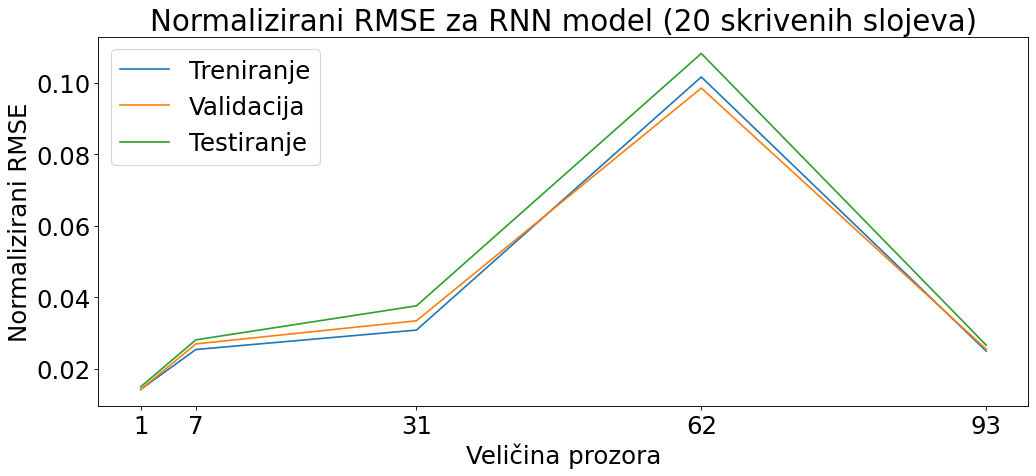 Normalizirani RMSE za RNN model (20 skrivenih slojeva)
Treniranje
Validacija
Testiranje
Normalizirani RMSE
0.10
0.08
0.06
0.04
0.02
1 7 31 62 93
Veličina prozora